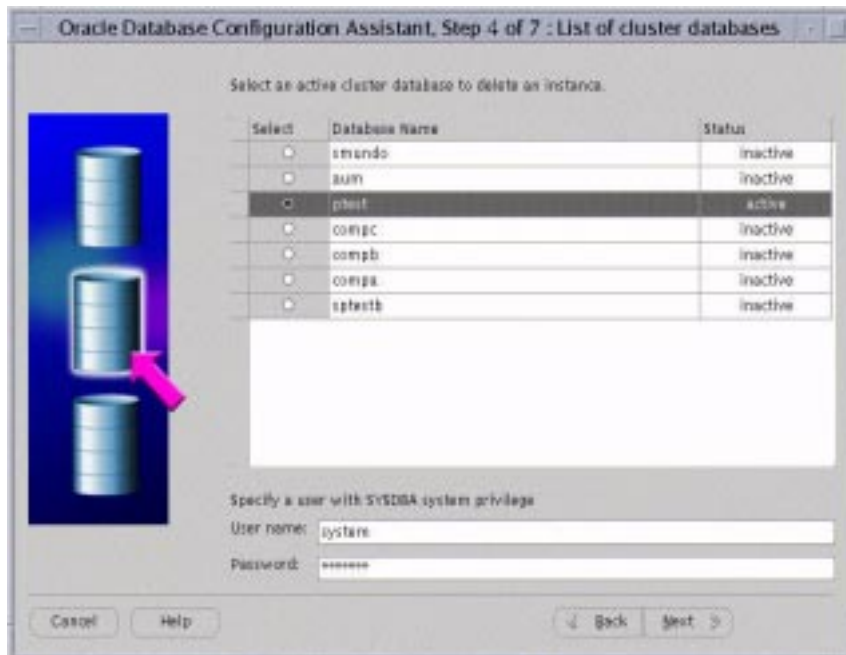 Oracle Database Configuration Assistant, Step 4 of 7 : List of cluster databases
Select an active cluster database to delete an instance.
Select Database Name Status
smundo inactive
aum inactive
ptest active
compc inactive
compb inactive
compa inactive
sptestb inactive
Specify a user with SYSDBA system privilege
User name: system
Password: *******
Cancel Help Back Next